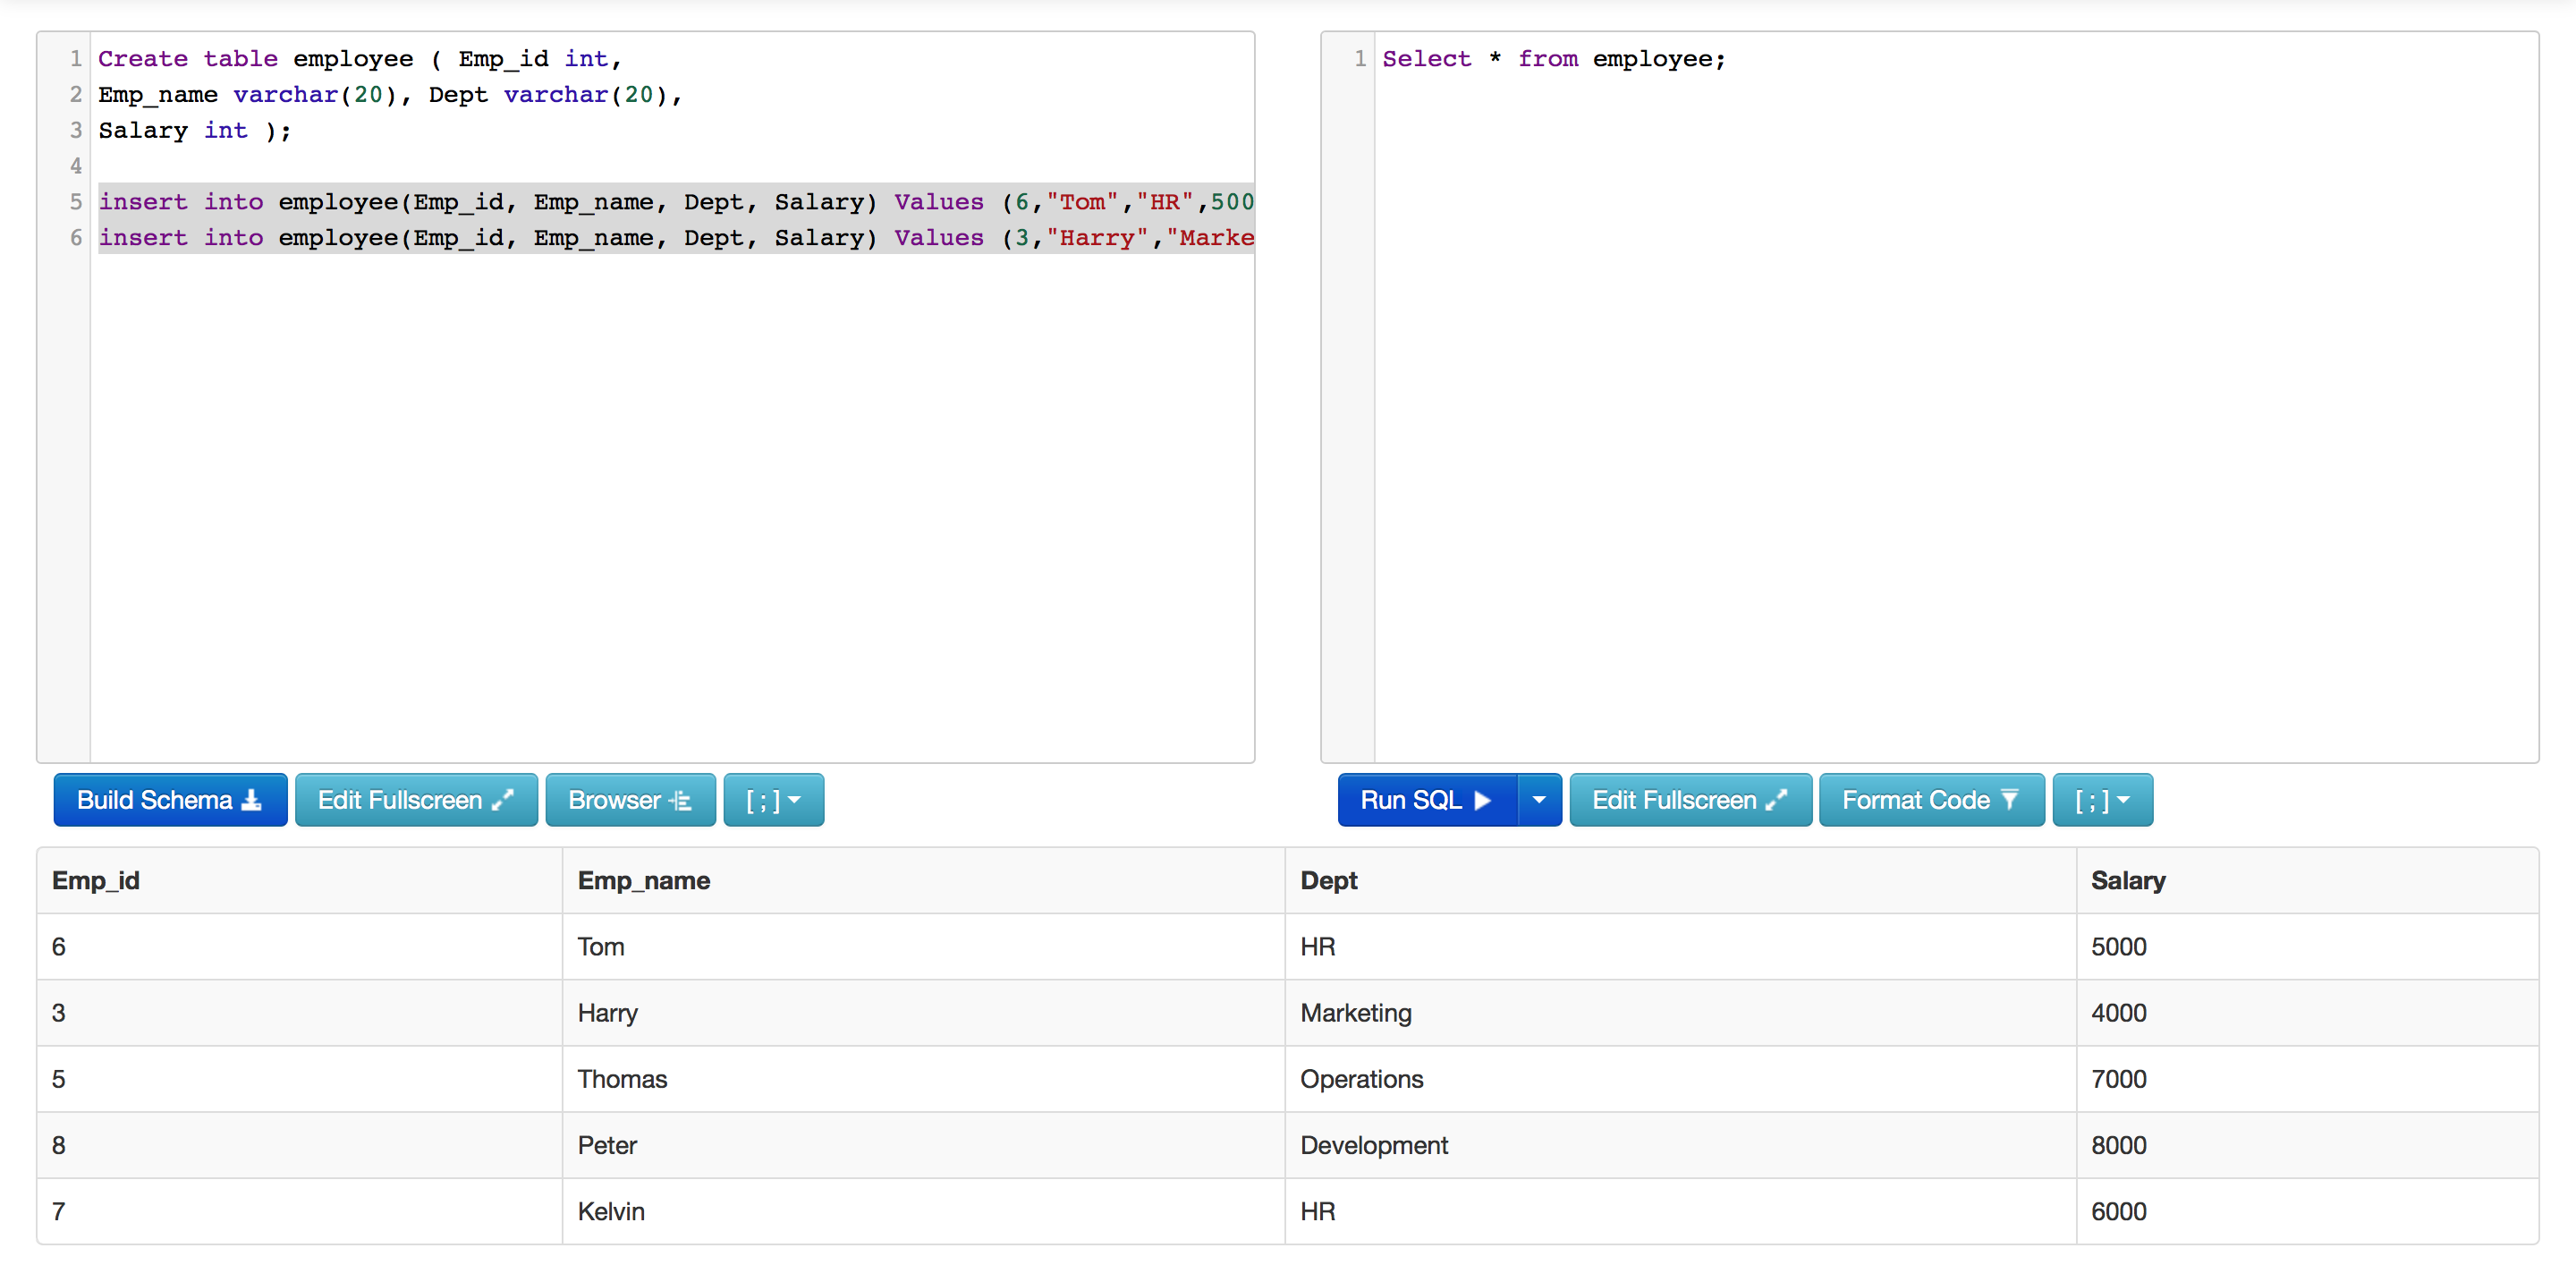 1 Create table employee ( Emp_id int,
2 Emp_name varchar(20), Dept varchar(20),
3 Salary int );
4
5 insert into employee(Emp_id, Emp_name, Dept, Salary) Values (6,"Tom","HR",500
6 insert into employee(Emp_id, Emp_name, Dept, Salary) Values (3,"Harry","Marke
1 Select * from employee;
Build Schema Edit Fullscreen Browser [ ; ]
Run SQL Edit Fullscreen Format Code [ ; ]
Emp_id Emp_name Dept Salary
6 Tom HR 5000
3 Harry Marketing 4000
5 Thomas Operations 7000
8 Peter Development 8000
7 Kelvin HR 6000